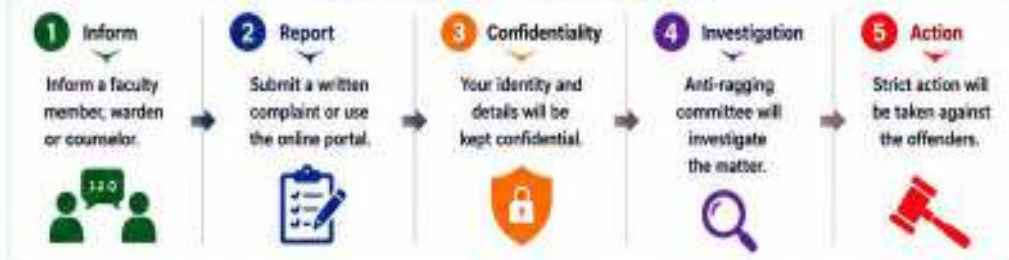 1 Inform
Inform a faculty
member, warden
or counselor.
2 Report
Submit a written
complaint or use
the online portal.
3 Confidentiality
Your identity and
details will be
kept confidential.
4 Investigation
Anti-ragging
committee will
investigate
the matter.
5 Action
Strict action will
be taken against
the offenders.